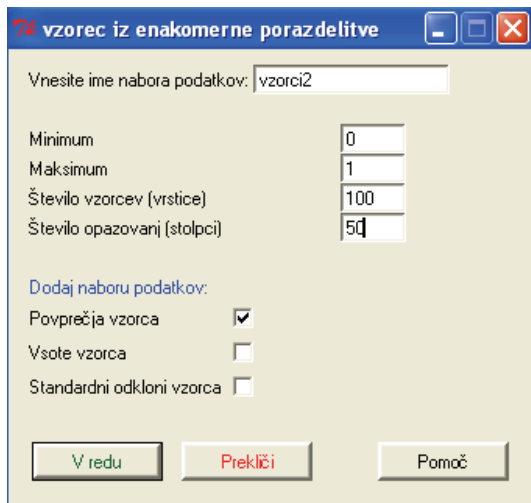 vzorec iz enakomerne porazdelitve
Vnesite ime nabora podatkov: vzorci2
Minimum 0
Maksimum 1
Število vzorcev (vrstice) 100
Število opazovanj (stolpci) 50
Dodaj naboru podatkov:
Povprečja vzorca
Vsote vzorca
Standardni odkloni vzorca
V redu Prekliči Pomoč